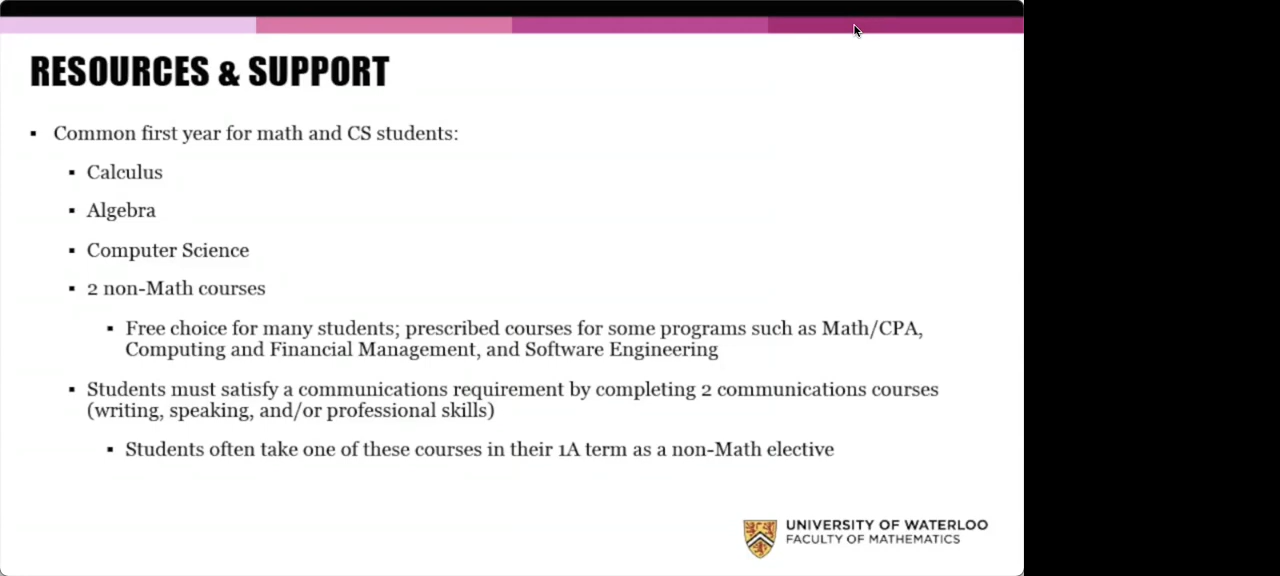 RESOURCES & SUPPORT
▪ Common first year for math and CS students:
▪ Calculus
▪ Algebra
▪ Computer Science
▪ 2 non-Math courses
▪ Free choice for many students; prescribed courses for some programs such as Math/CPA,
Computing and Financial Management, and Software Engineering
▪ Students must satisfy a communications requirement by completing 2 communications courses
(writing, speaking, and/or professional skills)
▪ Students often take one of these courses in their 1A term as a non-Math elective
UNIVERSITY OF WATERLOO
FACULTY OF MATHEMATICS